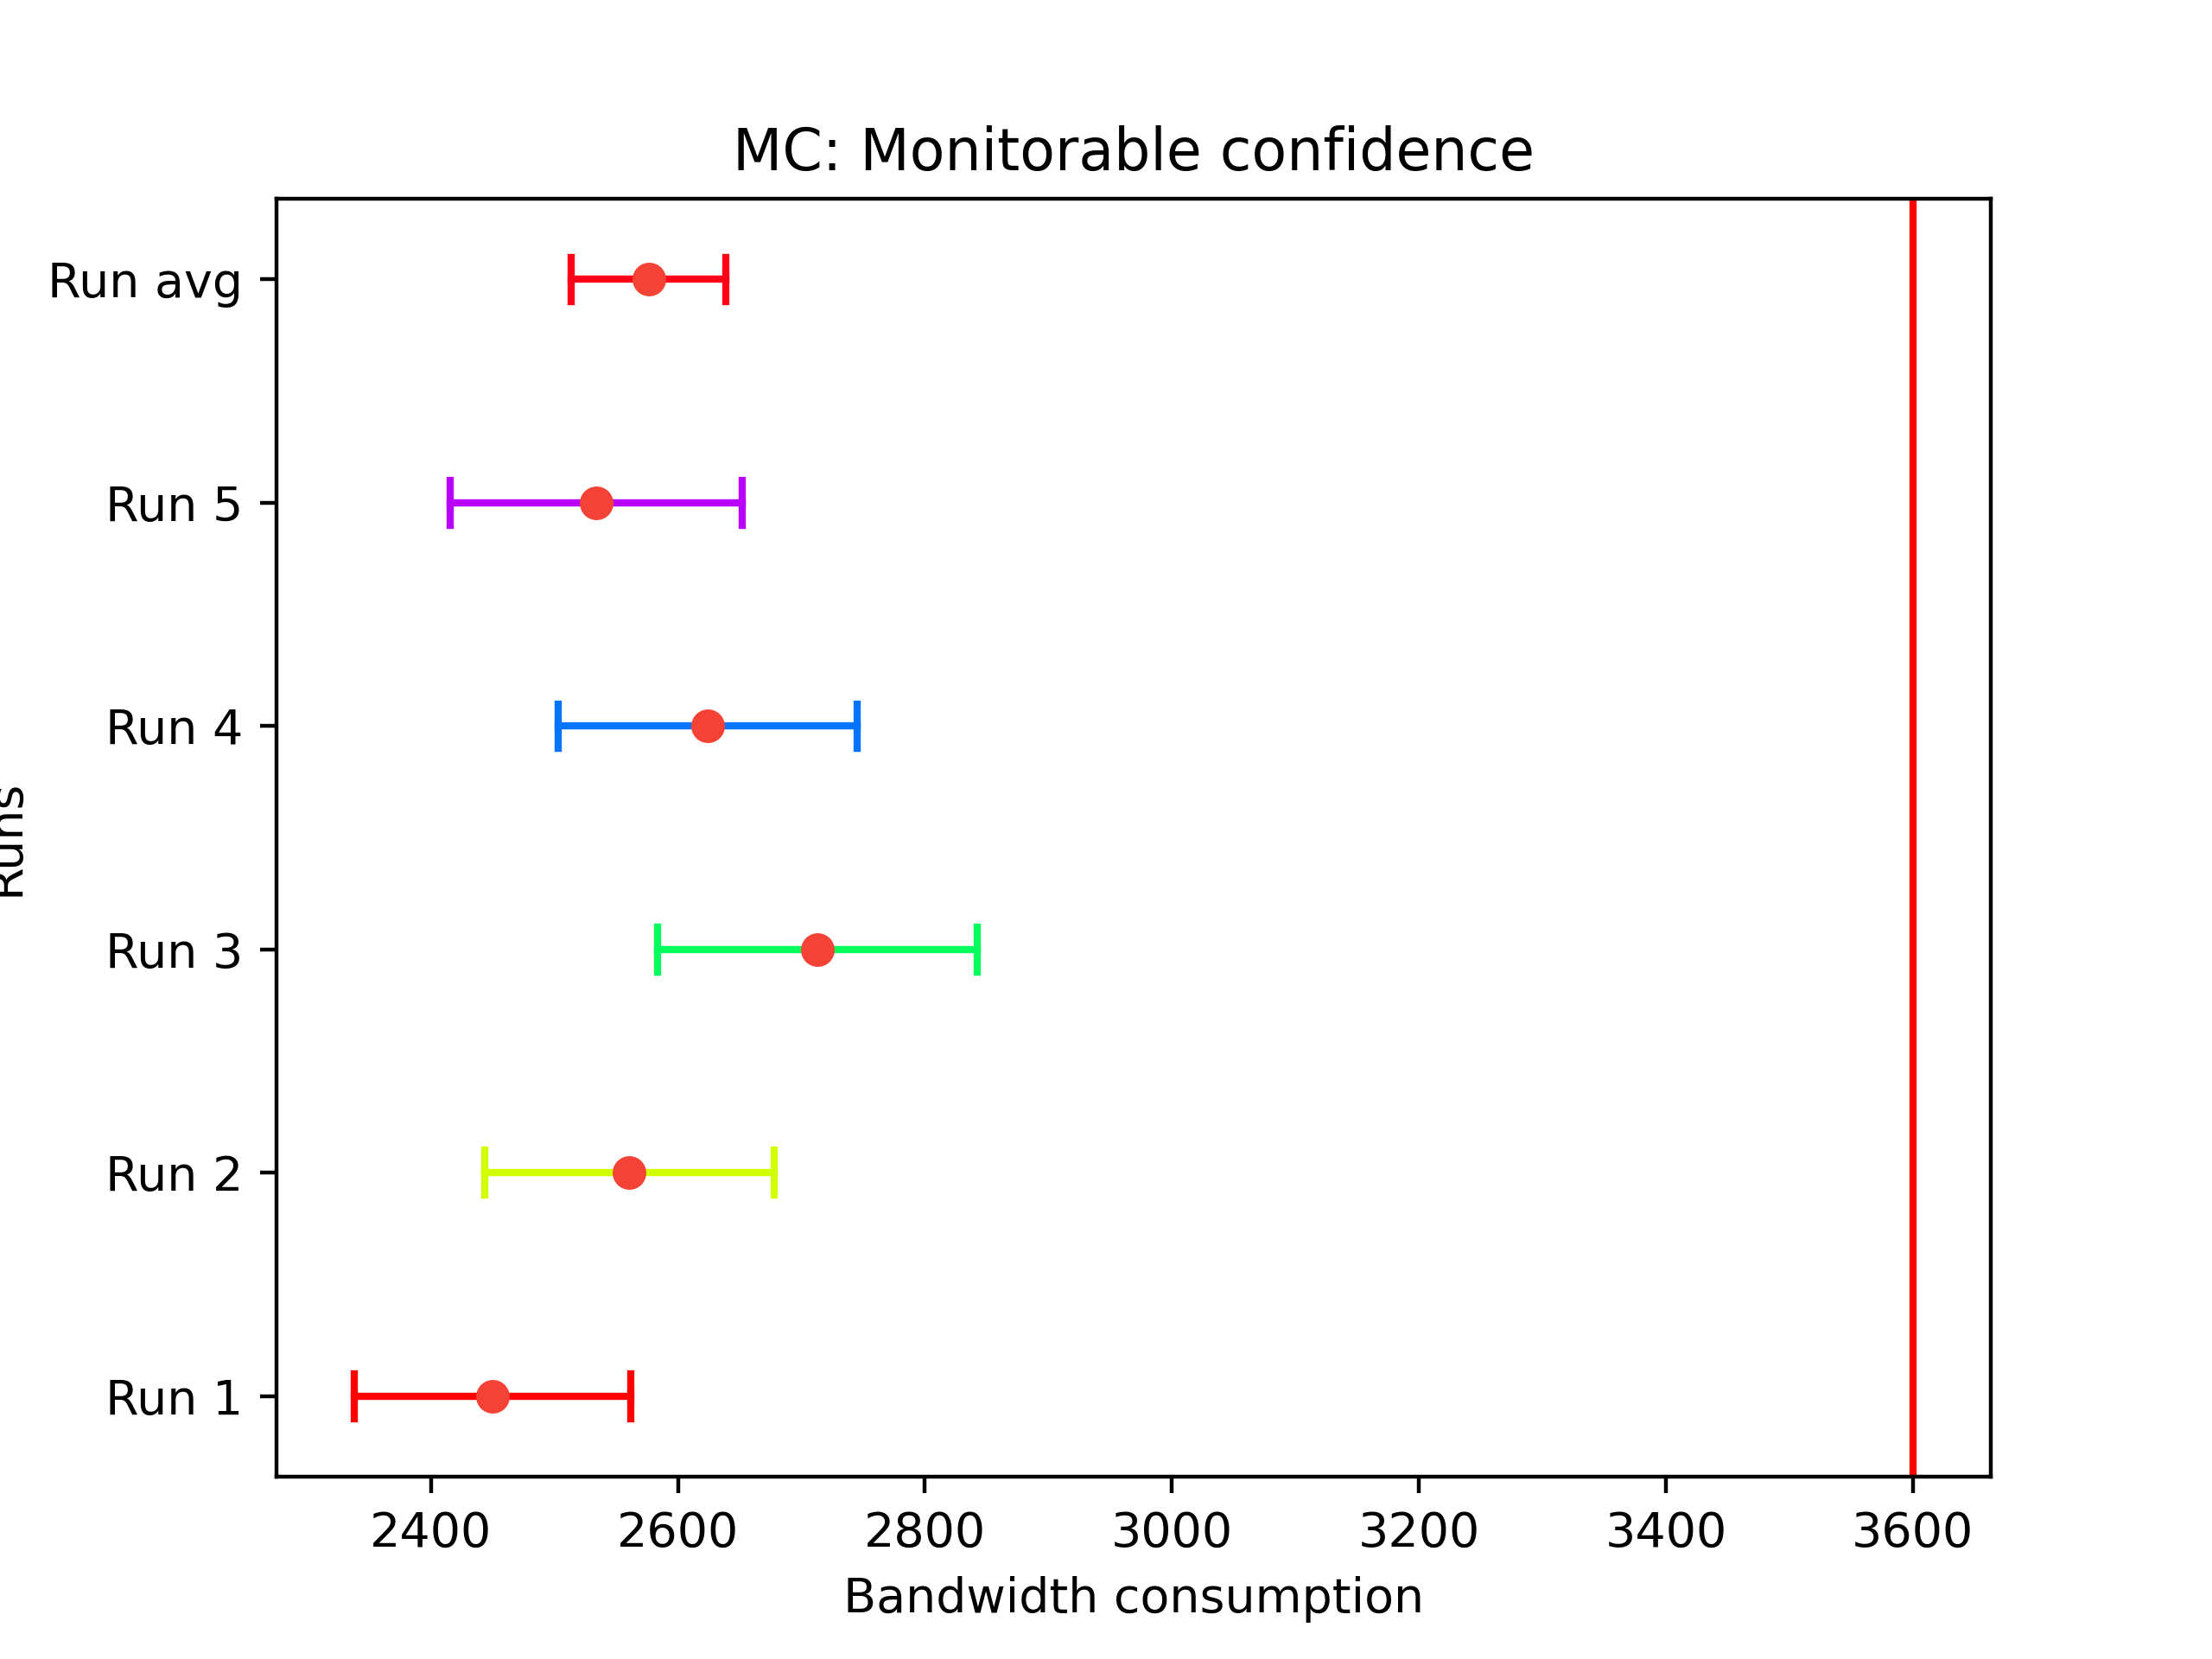 MC: Monitorable confidence
Run avg
Run 5
Run 4
Run 3
Run 2
Run 1
Runs
2400 2600 2800 3000 3200 3400 3600
Bandwidth consumption